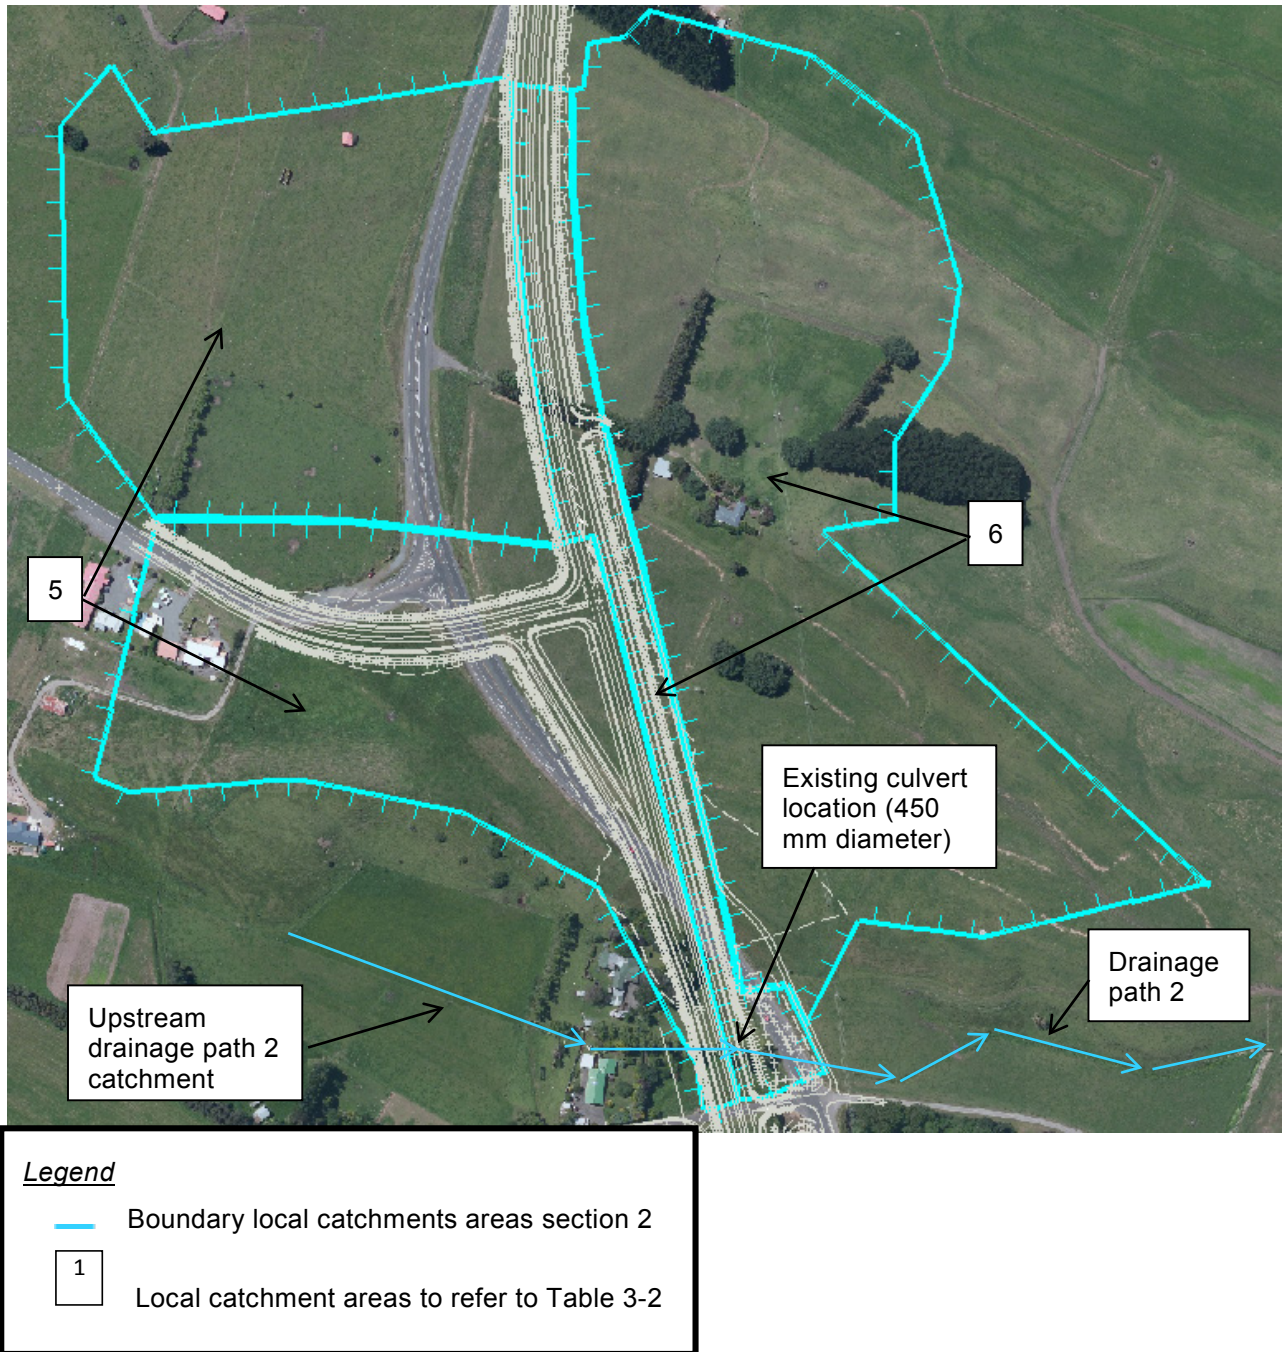 5
6
Existing culvert
location (450
mm diameter)
Drainage
path 2
Upstream
drainage path 2
catchment
Legend
Boundary local catchments areas section 2
1
Local catchment areas to refer to Table 3-2